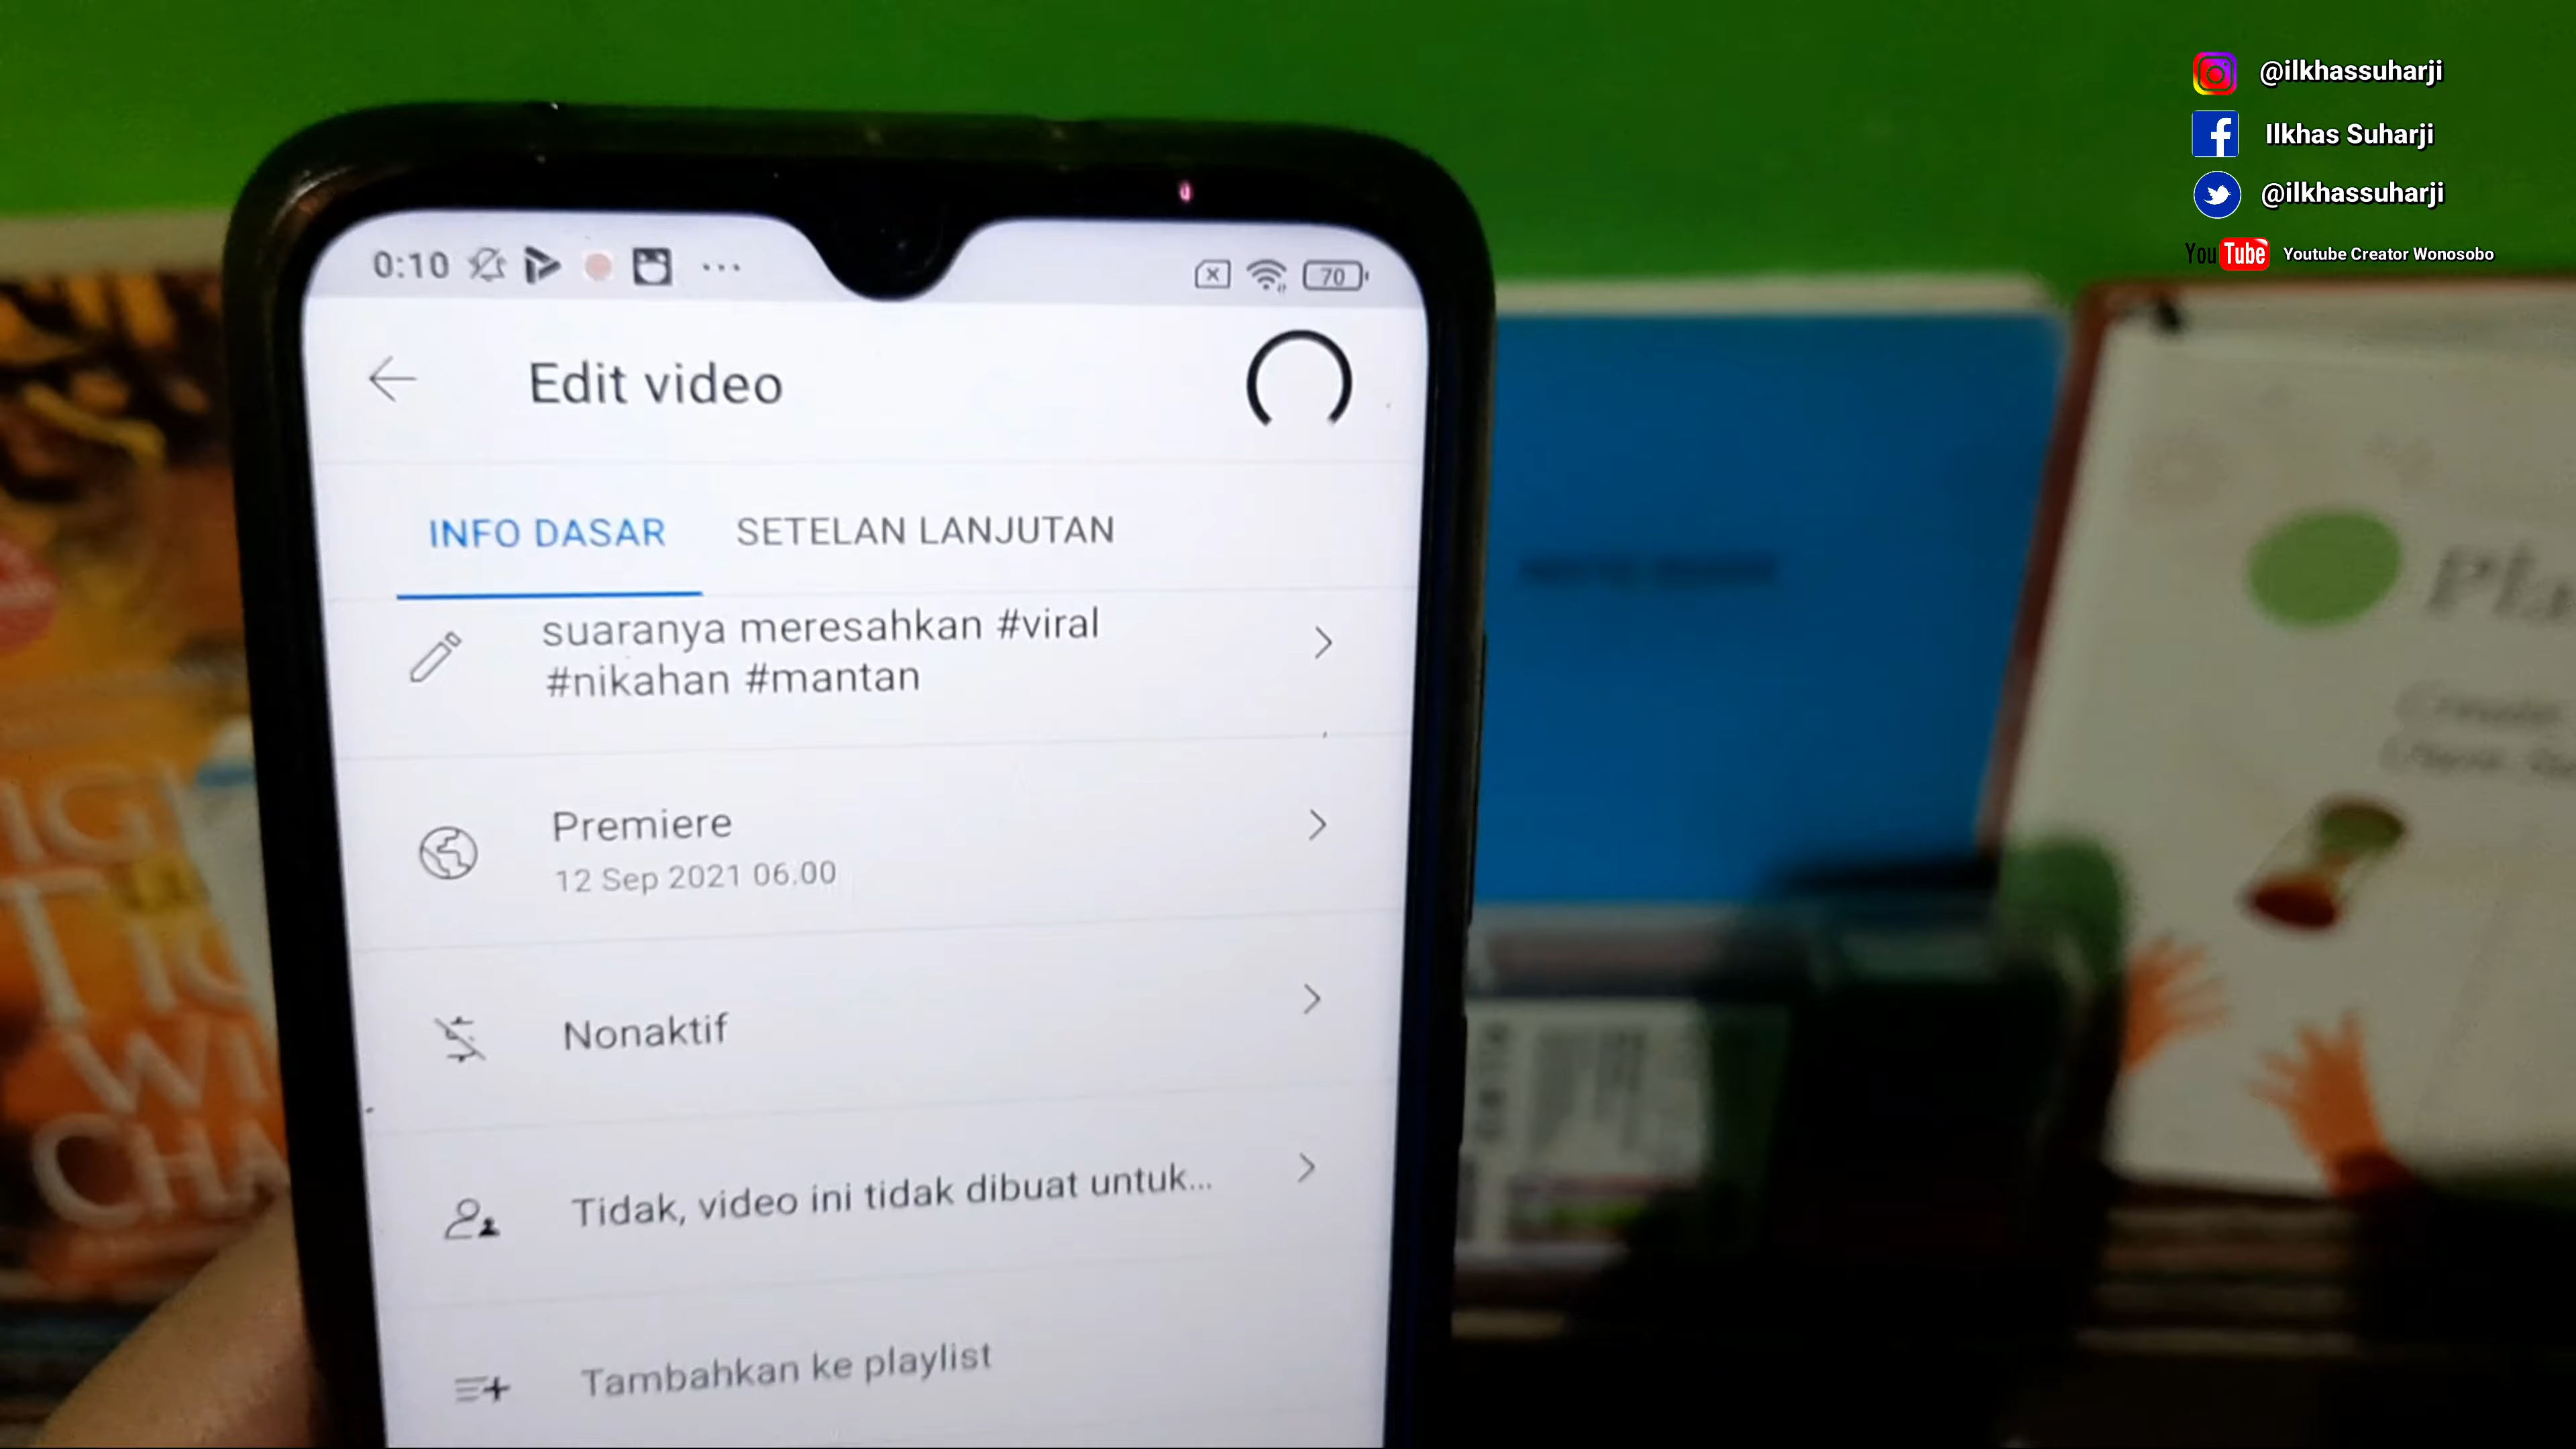 @ilkhassuharji
Ilkhas Suharji
@ilkhassuharji
YouTube Youtube Creator Wonosobo
0:10
70
Edit video
INFO DASAR SETELAN LANJUTAN
suaranya meresahkan #viral
#nikahan #mantan
Premiere
12 Sep 2021 06.00
Nonaktif
Tidak, video ini tidak dibuat untuk...
Tambahkan ke playlist
Pla
Create